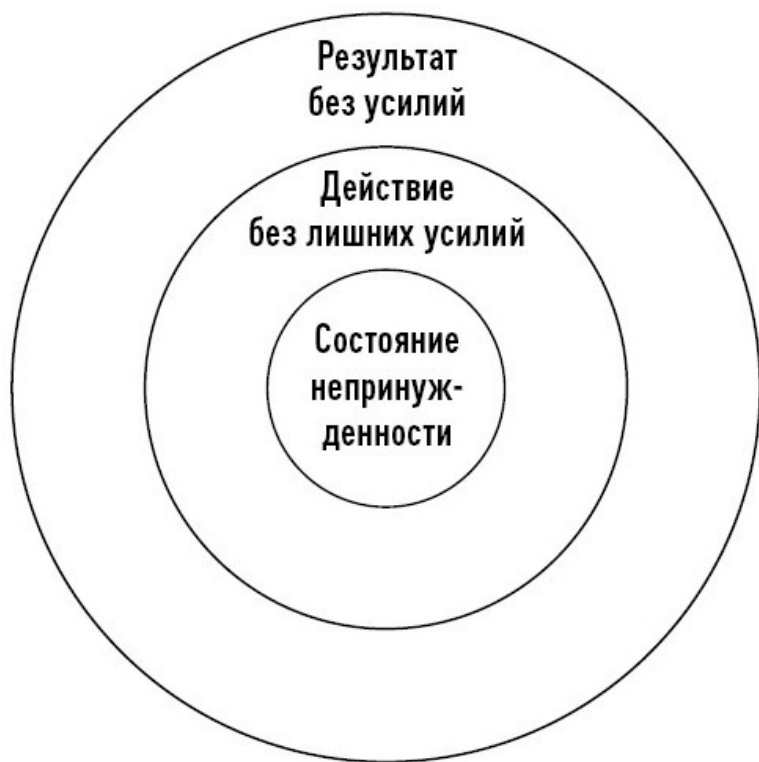 Результат
без усилий
Действие
без лишних усилий
Состояние
непринуж-
денности